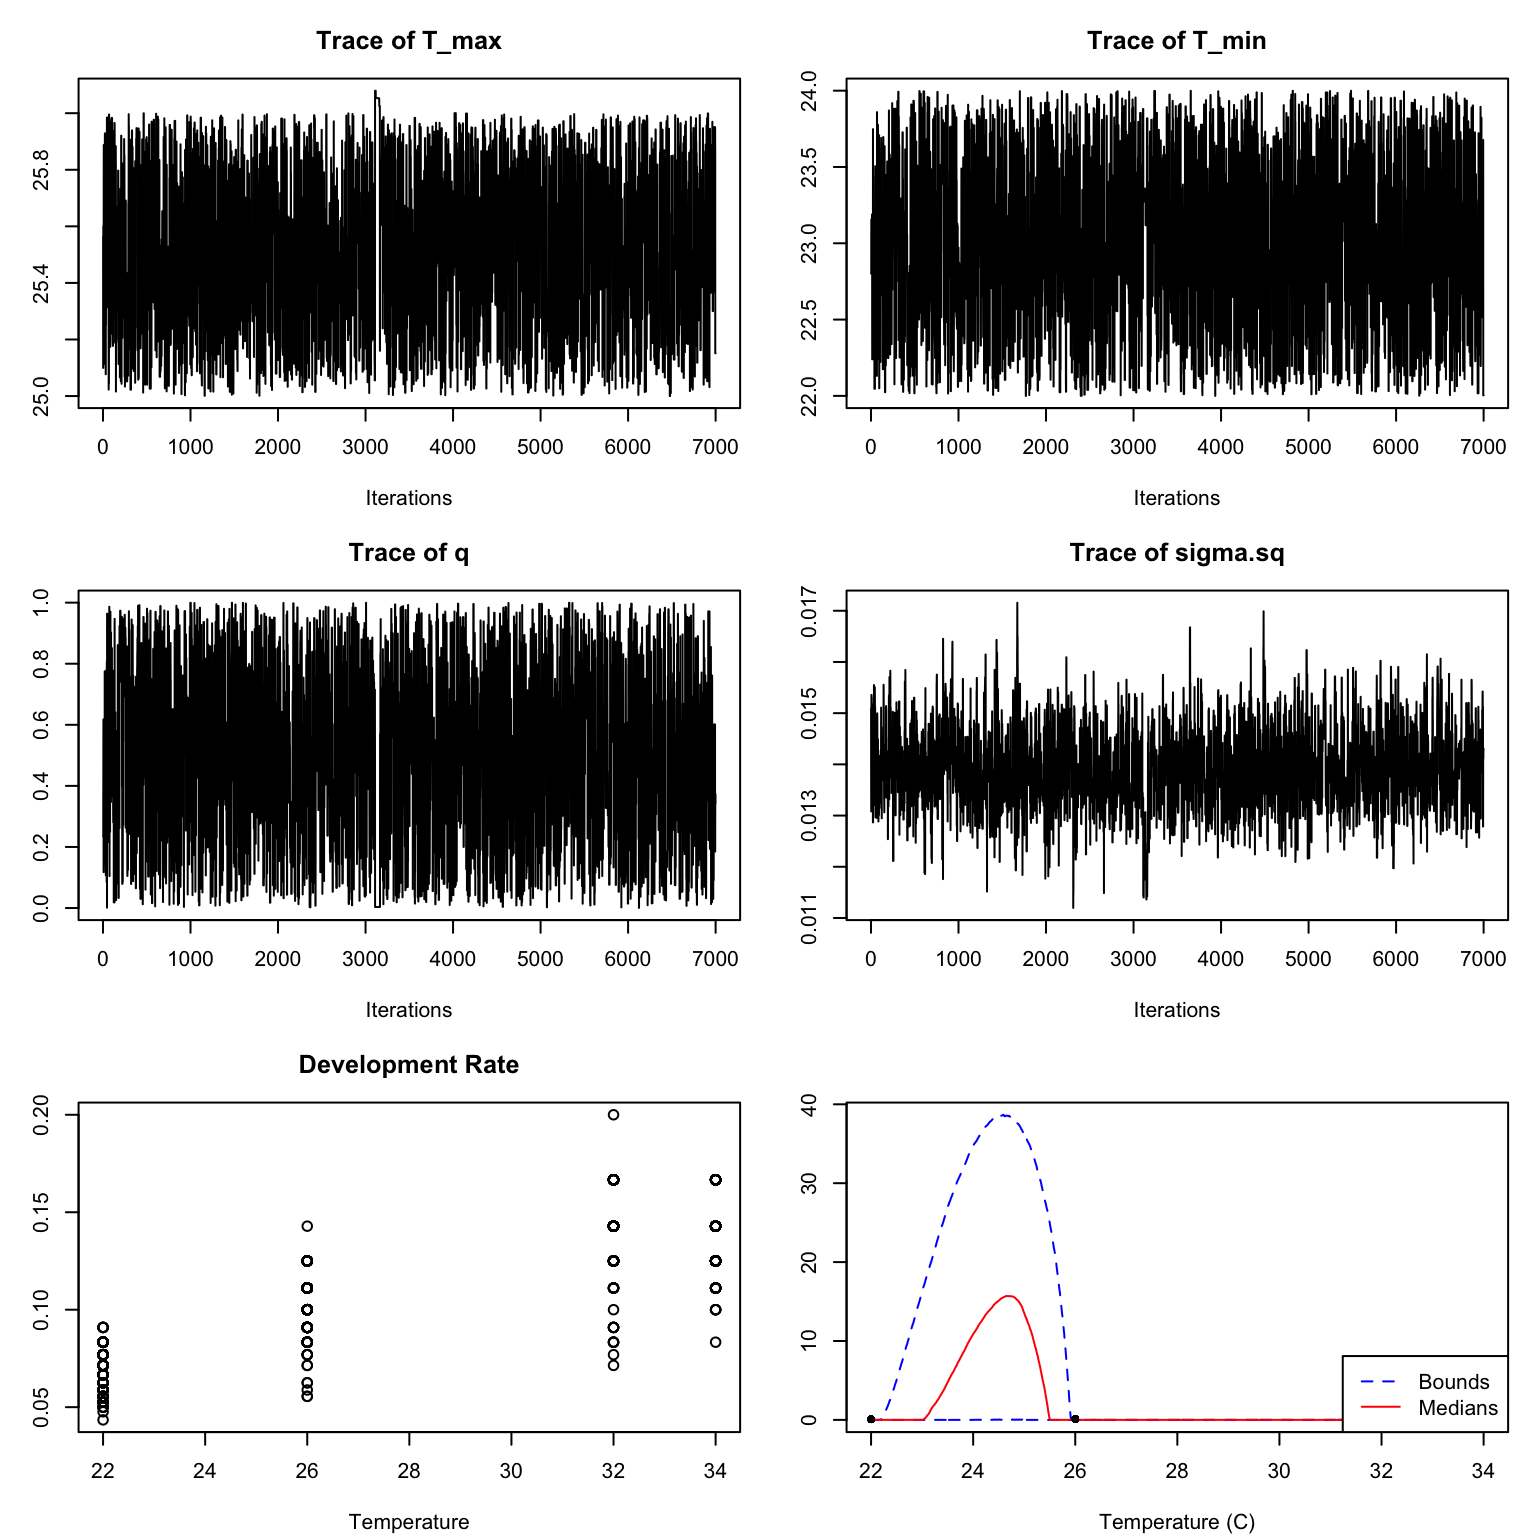 Trace of T_max
25.0 25.4 25.8
0 1000 2000 3000 4000 5000 6000 7000
Iterations
Trace of T_min
22.0 22.5 23.0 23.5 24.0
0 1000 2000 3000 4000 5000 6000 7000
Iterations
Trace of q
0.0 0.2 0.4 0.6 0.8 1.0
0 1000 2000 3000 4000 5000 6000 7000
Iterations
Trace of sigma.sq
0.011 0.013 0.015 0.017
0 1000 2000 3000 4000 5000 6000 7000
Iterations
Development Rate
0.05 0.10 0.15 0.20
22 24 26 28 30 32 34
Temperature
0 10 20 30 40
Bounds
Medians
22 24 26 28 30 32 34
Temperature (C)